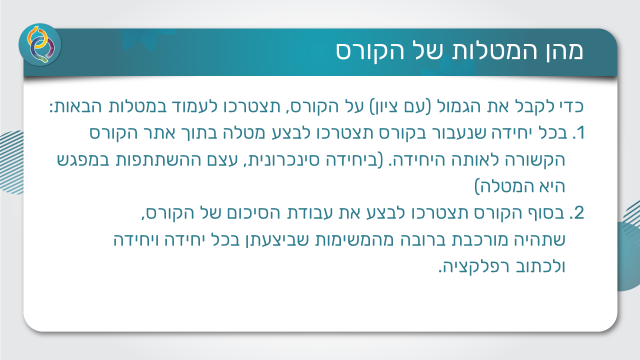 מהן המטלות של הקורס
כדי לקבל את הגמול (עם ציון) על הקורס, תצטרכו לעמוד במטלות הבאות:
1. בכל יחידה שנעבור בקורס תצטרכו לבצע מטלה בתוך אתר הקורס
הקשורה לאותה היחידה. (ביחידה סינכרונית, עצם ההשתתפות במפגש
היא המטלה)
2. בסוף הקורס תצטרכו לבצע את עבודת הסיכום של הקורס,
שתהיה מורכבת ברובה מהמשימות שביצעתן בכל יחידה ויחידה
ולכתוב רפלקציה.